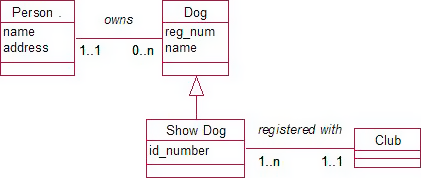 Person .
owns
Dog
name
address
1..1
0..n
reg_num
name
Show Dog
registered with
Club
id_number
1..n
1..1